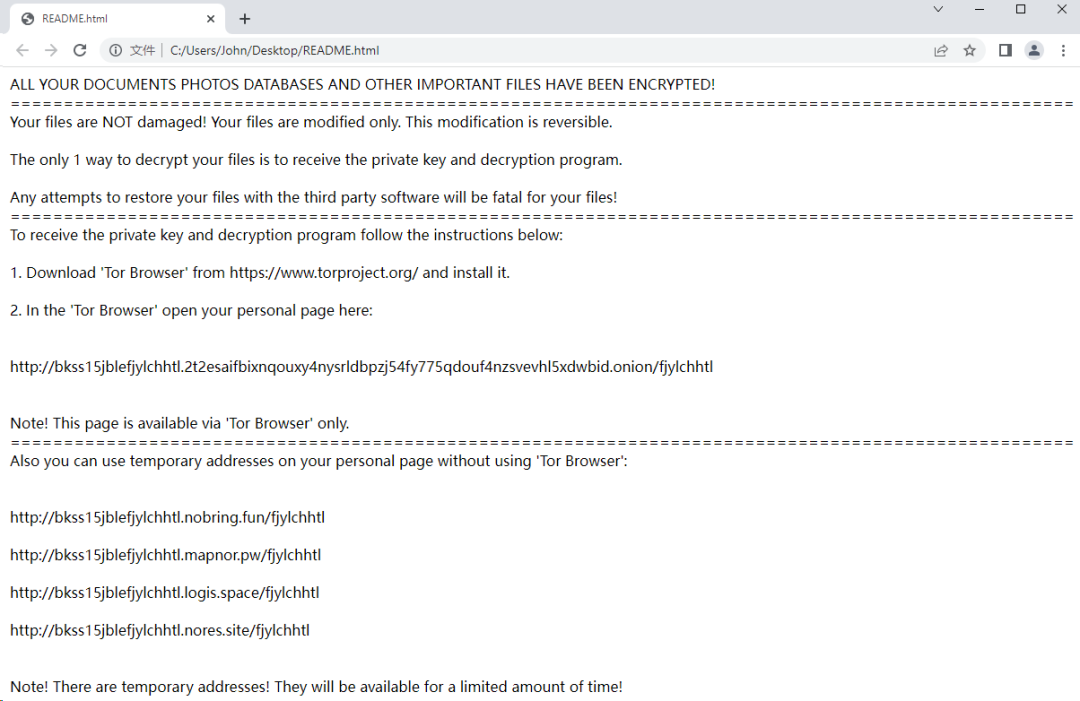 README.html
文件 C:/Users/John/Desktop/README.html
ALL YOUR DOCUMENTS PHOTOS DATABASES AND OTHER IMPORTANT FILES HAVE BEEN ENCRYPTED!
====================================================================================================
Your files are NOT damaged! Your files are modified only. This modification is reversible.
The only 1 way to decrypt your files is to receive the private key and decryption program.
Any attempts to restore your files with the third party software will be fatal for your files!
====================================================================================================
To receive the private key and decryption program follow the instructions below:
1. Download 'Tor Browser' from https://www.torproject.org/ and install it.
2. In the 'Tor Browser' open your personal page here:
http://bkss15jblefjylchhtl.2t2esaifbixnqouxy4nysrldbpzj54fy775qdouf4nzsvevhl5xdwbid.onion/fjylchhtl
Note! This page is available via 'Tor Browser' only.
====================================================================================================
Also you can use temporary addresses on your personal page without using 'Tor Browser':
http://bkss15jblefjylchhtl.nobring.fun/fjylchhtl
http://bkss15jblefjylchhtl.mapnor.pw/fjylchhtl
http://bkss15jblefjylchhtl.logis.space/fjylchhtl
http://bkss15jblefjylchhtl.nores.site/fjylchhtl
Note! There are temporary addresses! They will be available for a limited amount of time!